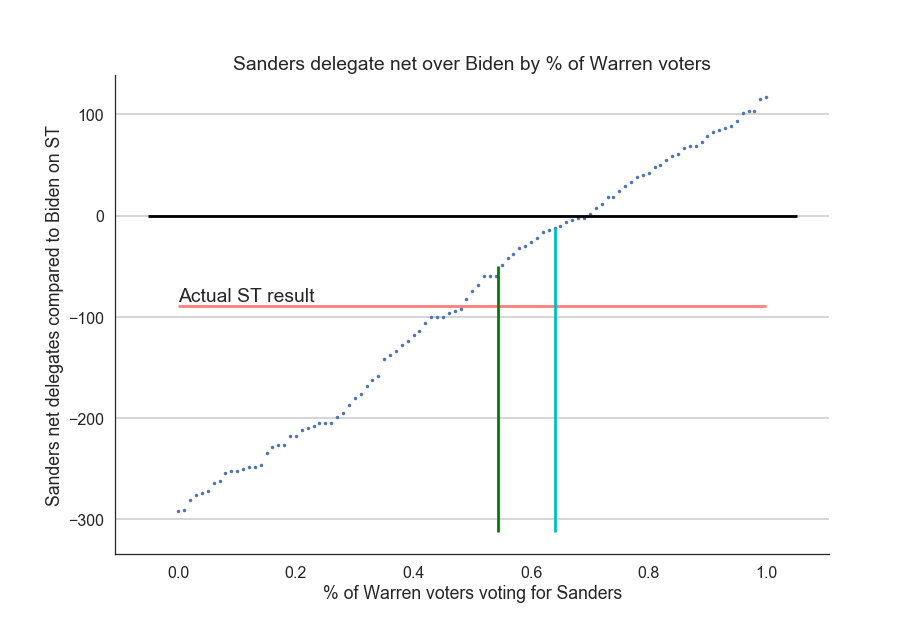 Sanders delegate net over Biden by % of Warren voters
Sanders net delegates compared to Biden on ST
100
0
−100
−200
−300
Actual ST result
0.0 0.2 0.4 0.6 0.8 1.0
% of Warren voters voting for Sanders